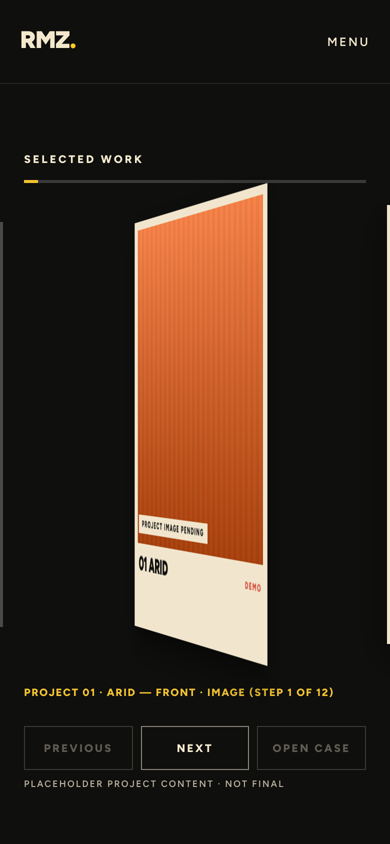 RMZ.
MENU
SELECTED WORK
PROJECT IMAGE PENDING
01 ARID
DEMO
PROJECT 01 · ARID — FRONT · IMAGE (STEP 1 OF 12)
PREVIOUS
NEXT
OPEN CASE
PLACEHOLDER PROJECT CONTENT · NOT FINAL